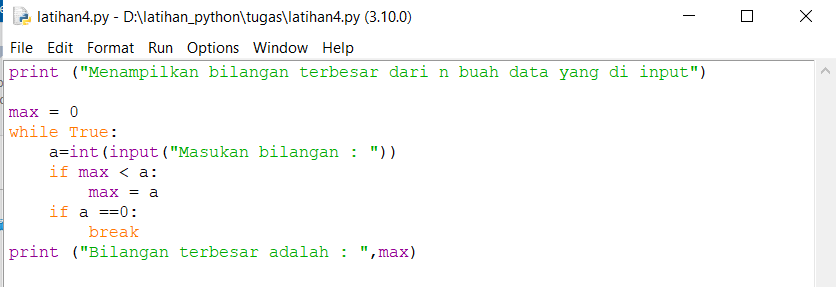 latihan4.py - D:\latihan_python\tugas\latihan4.py (3.10.0)
File Edit Format Run Options Window Help
print ("Menampilkan bilangan terbesar dari n buah data yang di input")
max = 0
while True:
    a=int(input("Masukan bilangan : "))
    if max < a:
        max = a
    if a ==0:
        break
print ("Bilangan terbesar adalah : ",max)